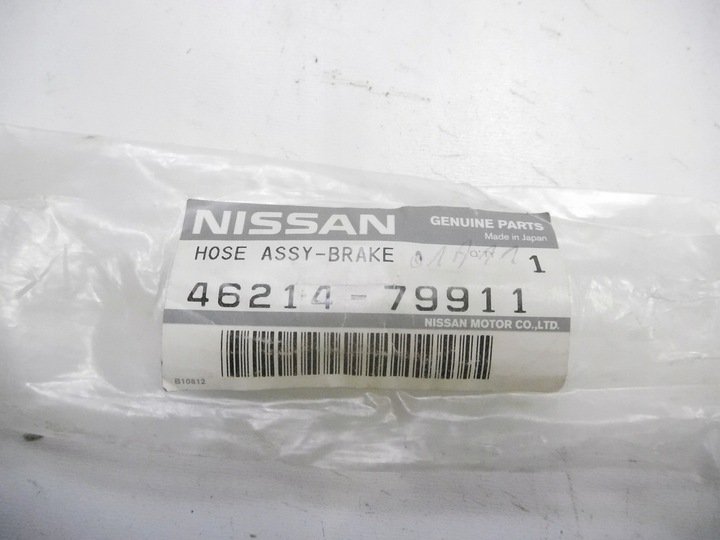 NISSAN GENUINE PARTS
Made in Japan
HOSE ASSY-BRAKE 1
46214-79911
NISSAN MOTOR CO.,LTD.
B10812